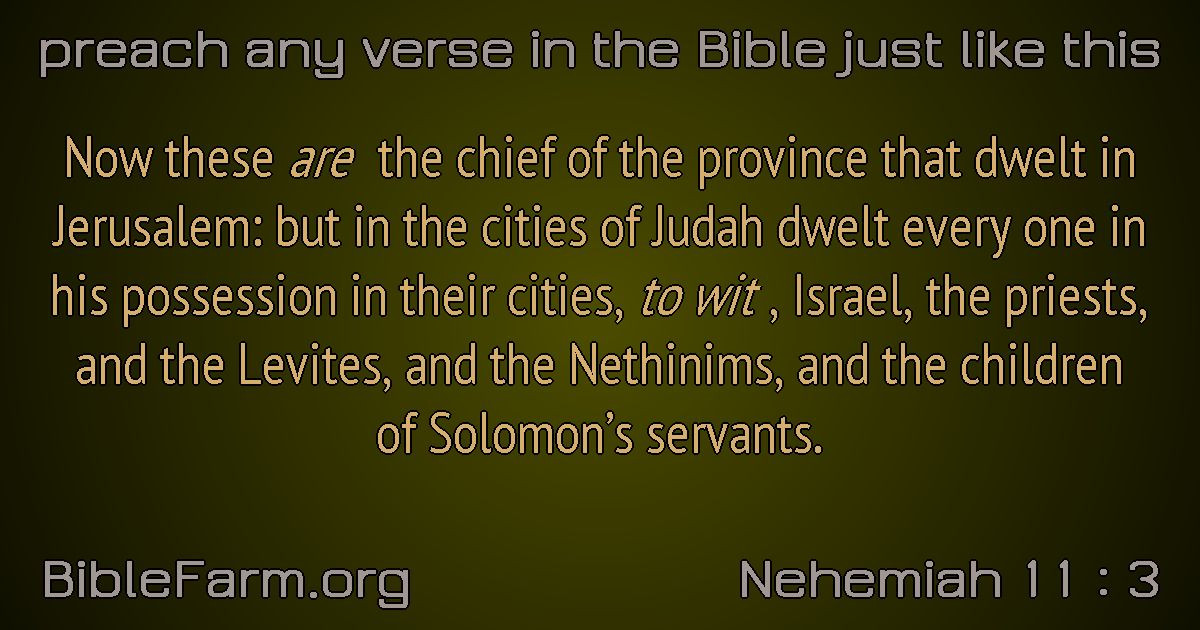 preach any verse in the Bible just like this
Now these are the chief of the province that dwelt in
Jerusalem: but in the cities of Judah dwelt every one in
his possession in their cities, to wit , Israel, the priests,
and the Levites, and the Nethinims, and the children
of Solomon’s servants.
BibleFarm.org
Nehemiah 11 : 3